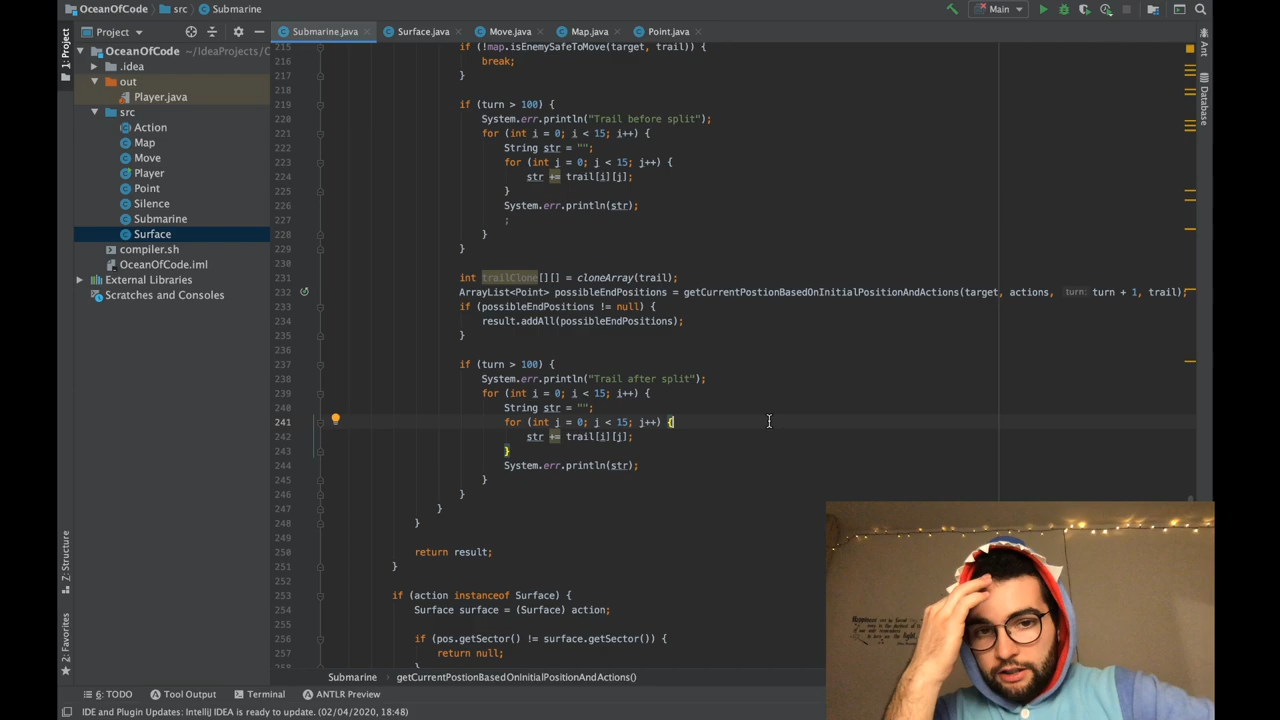 OceanOfCode
src
Submarine
Main
Project
Submarine.java
Surface.java
Move.java
Map.java
Point.java
1: Project
Ant
Database
OceanOfCode ~/IdeaProjects/O
.idea
out
Player.java
src
Action
Map
Move
Player
Point
Silence
Submarine
Surface
compiler.sh
OceanOfCode.iml
External Libraries
Scratches and Consoles
215 if (!map.isEnemySafeToMove(target, trail)) {
216 break;
217 }
218
219 if (turn > 100) {
220 System.err.println("Trail before split");
221 for (int i = 0; i < 15; i++) {
222 String str = "";
223 for (int j = 0; j < 15; j++) {
224 str += trail[i][j];
225 }
226 System.err.println(str);
227 ;
228 }
229 }
230
231 int trailClone[][] = cloneArray(trail);
232 ArrayList<Point> possibleEndPositions = getCurrentPostionBasedOnInitialPositionAndActions(target, actions, turn: turn + 1, trail);
233 if (possibleEndPositions != null) {
234 result.addAll(possibleEndPositions);
235 }
236
237 if (turn > 100) {
238 System.err.println("Trail after split");
239 for (int i = 0; i < 15; i++) {
240 String str = "";
241 for (int j = 0; j < 15; j++) {
242 str += trail[i][j];
243 }
244 System.err.println(str);
245 }
246 }
247 }
248 }
249
250 return result;
251 }
252
253 if (action instanceof Surface) {
254 Surface surface = (Surface) action;
255
256 if (pos.getSector() != surface.getSector()) {
257 return null;
258 }
Submarine
getCurrentPostionBasedOnInitialPositionAndActions()
Z: Structure
2: Favorites
6: TODO
Tool Output
Terminal
ANTLR Preview
IDE and Plugin Updates: IntelliJ IDEA is ready to update. (02/04/2020, 18:48)